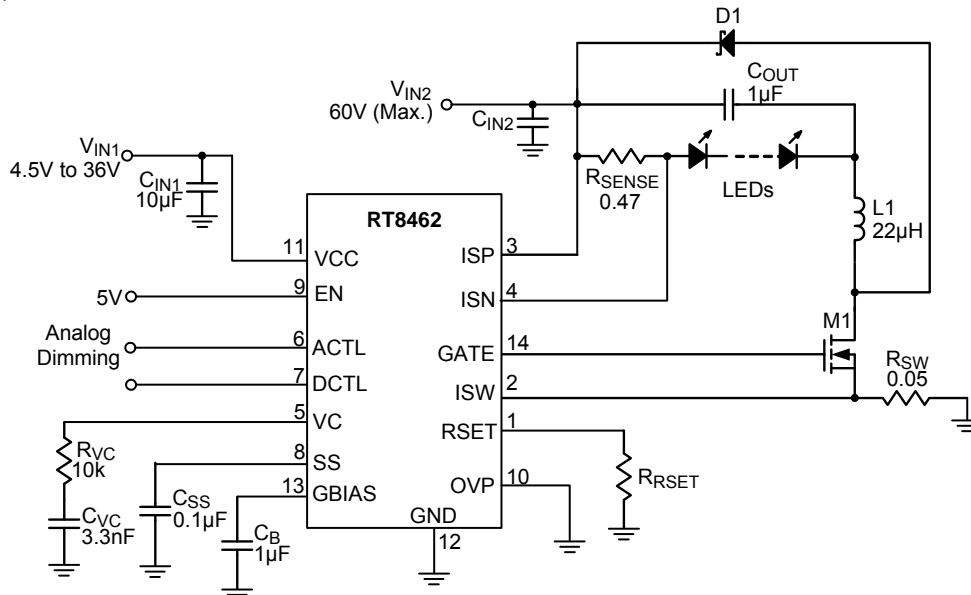 D1
COUT
1µF
VIN2
60V (Max.)
CIN2
VIN1
4.5V to 36V
CIN1
10µF
RSENSE
0.47
LEDs
L1
22µH
RT8462
11
VCC
ISP
3
5V
9
EN
ISN
4
Analog
Dimming
6
ACTL
7
DCTL
GATE
14
M1
RSW
0.05
ISW
2
5
VC
RSET
1
RVC
10k
8
SS
RRSET
13
GBIAS
OVP
10
CVC
3.3nF
CSS
0.1µF
CB
1µF
GND
12